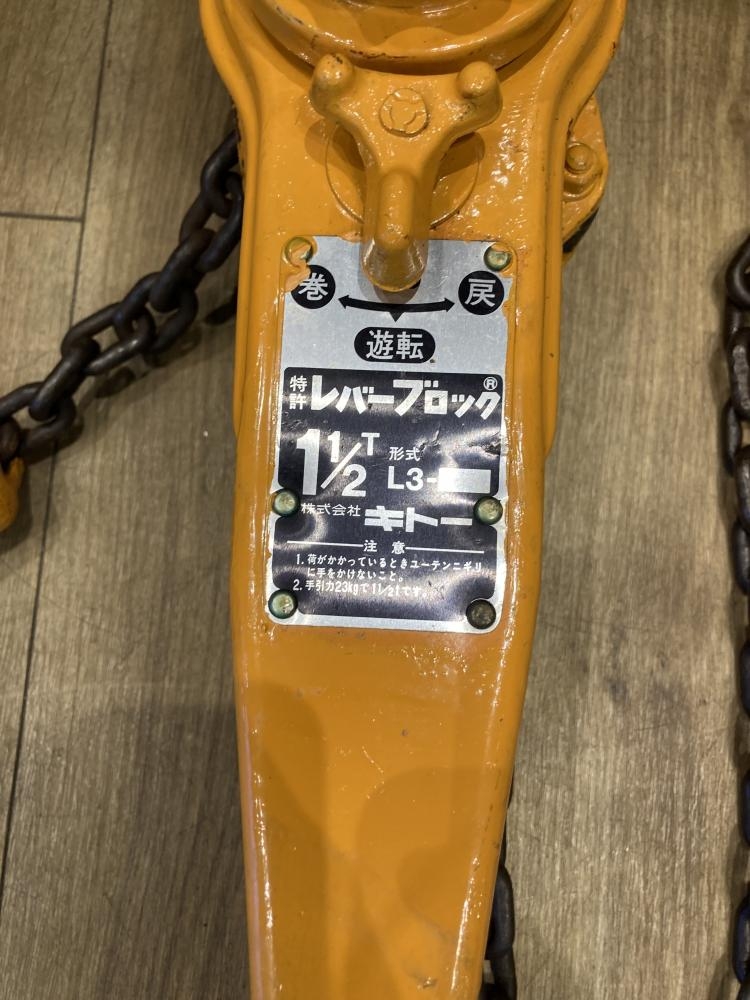 巻 戻
遊転
特許 レバーブロック®
1 1/2 T 形式 L3-
株式会社 キトー
注意
1. 荷がかかっているときユーテンニギリ
に手をかけないこと。
2. 手引力23kgで1 1/2tです。